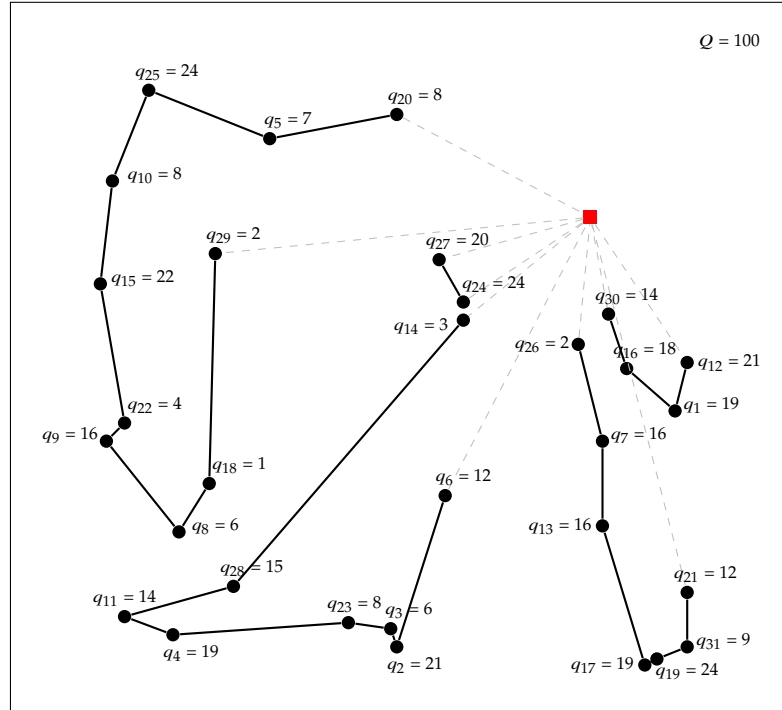 Q = 100
q25 = 24
q20 = 8
q5 = 7
q10 = 8
q29 = 2
q27 = 20
q15 = 22
q24 = 24
q30 = 14
q14 = 3
q26 = 2
q16 = 18
q12 = 21
q22 = 4
q1 = 19
q9 = 16
q7 = 16
q18 = 1
q6 = 12
q8 = 6
q13 = 16
q28 = 15
q21 = 12
q11 = 14
q23 = 8
q3 = 6
q4 = 19
q31 = 9
q2 = 21
q17 = 19
q19 = 24